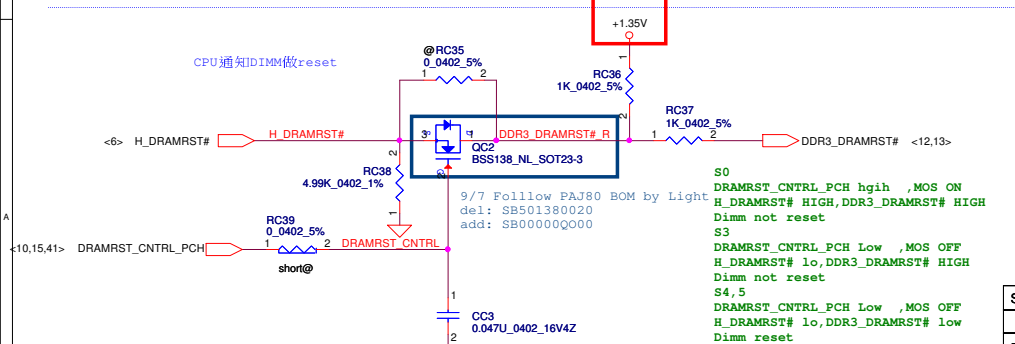 +1.35V
CPU通知DIMM做reset
@RC35
0_0402_5%
1
2
1
RC36
1K_0402_5%
2
RC37
1K_0402_5%
1
2
<6>
H_DRAMRST#
H_DRAMRST#
3
S
D
1
DDR3_DRAMRST#_R
DDR3_DRAMRST#
<12,13>
QC2
BSS138_NL_SOT23-3
G
2
2
RC38
4.99K_0402_1%
1
9/7 Folllow PAJ80 BOM by Light
del: SB501380020
add: SB00000QO00
S0
DRAMRST_CNTRL_PCH hgih ,MOS ON
H_DRAMRST# HIGH,DDR3_DRAMRST# HIGH
Dimm not reset
S3
DRAMRST_CNTRL_PCH Low ,MOS OFF
H_DRAMRST# lo,DDR3_DRAMRST# HIGH
Dimm not reset
S4,5
DRAMRST_CNTRL_PCH Low ,MOS OFF
H_DRAMRST# lo,DDR3_DRAMRST# low
Dimm reset
A
RC39
0_0402_5%
<10,15,41>
DRAMRST_CNTRL_PCH
1
2
DRAMRST_CNTRL
short@
1
CC3
0.047U_0402_16V4Z
2
S